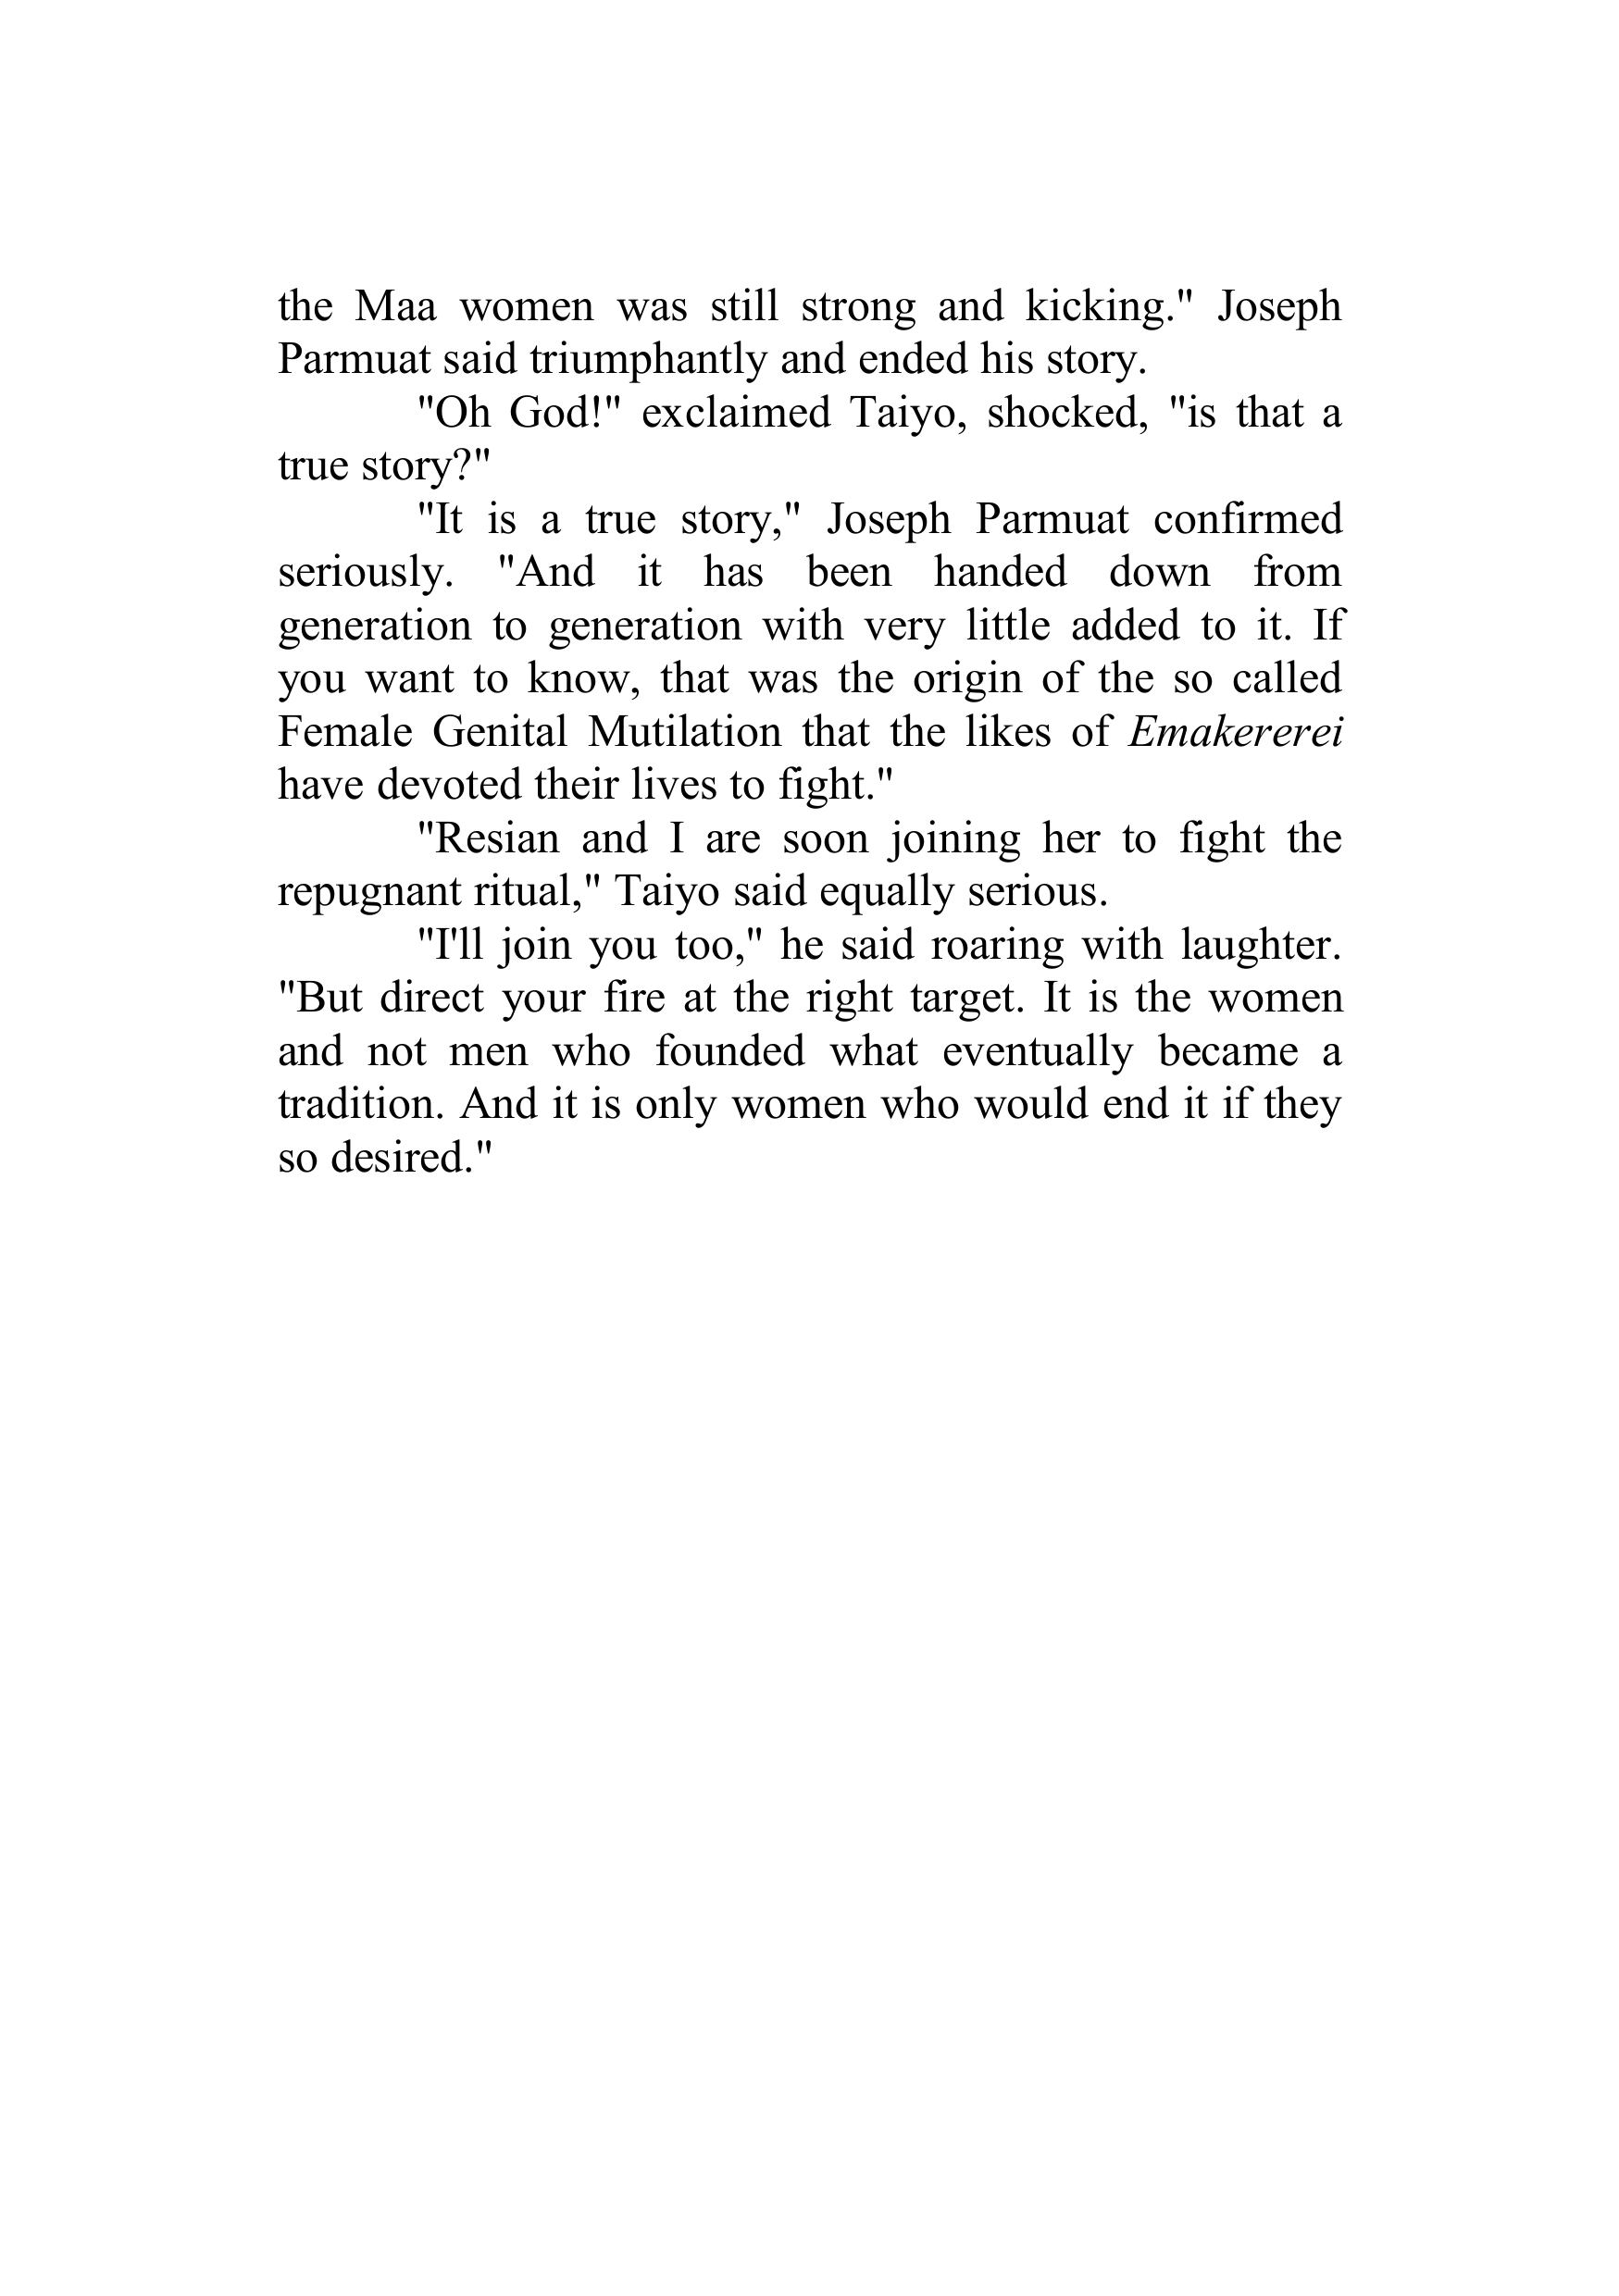 the Maa women was still strong and kicking." Joseph
Parmuat said triumphantly and ended his story.
"Oh God!" exclaimed Taiyo, shocked, "is that a
true story?"
"It is a true story," Joseph Parmuat confirmed
seriously. "And it has been handed down from
generation to generation with very little added to it. If
you want to know, that was the origin of the so called
Female Genital Mutilation that the likes of Emakererei
have devoted their lives to fight."
"Resian and I are soon joining her to fight the
repugnant ritual," Taiyo said equally serious.
"I'll join you too," he said roaring with laughter.
"But direct your fire at the right target. It is the women
and not men who founded what eventually became a
tradition. And it is only women who would end it if they
so desired."